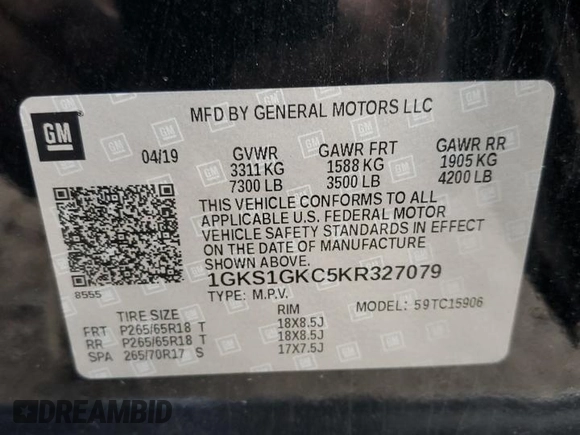 MFD BY GENERAL MOTORS LLC
GM
04/19 GVWR GAWR FRT GAWR RR
3311 KG 1588 KG 1905 KG
7300 LB 3500 LB 4200 LB
THIS VEHICLE CONFORMS TO ALL
APPLICABLE U.S. FEDERAL MOTOR
VEHICLE SAFETY STANDARDS IN EFFECT
ON THE DATE OF MANUFACTURE
SHOWN ABOVE.
8555
1GKS1GKC5KR327079
TYPE: M.P.V. MODEL: 59TC15906
TIRE SIZE RIM
FRT P265/65R18 T 18X8.5J
RR P265/65R18 T 18X8.5J
SPA 265/70R17 S 17X7.5J
DREAMBID